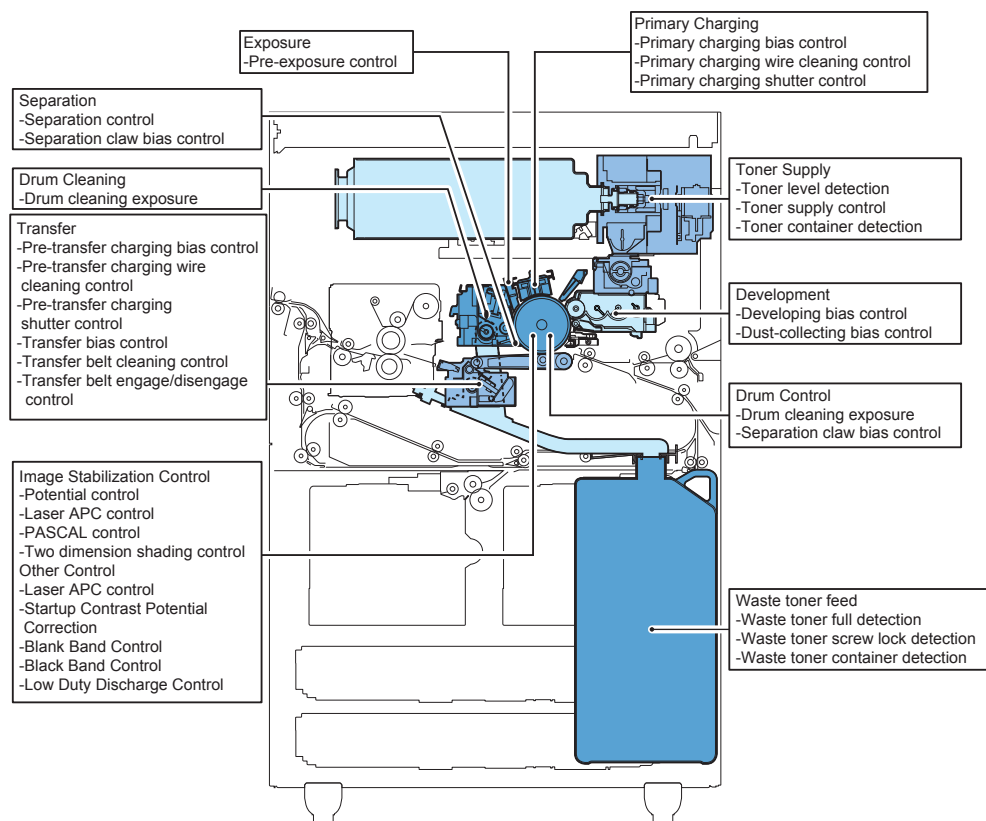 Exposure
-Pre-exposure control
Primary Charging
-Primary charging bias control
-Primary charging wire cleaning control
-Primary charging shutter control
Separation
-Separation control
-Separation claw bias control
Drum Cleaning
-Drum cleaning exposure
Transfer
-Pre-transfer charging bias control
-Pre-transfer charging wire
cleaning control
-Pre-transfer charging
shutter control
-Transfer bias control
-Transfer belt cleaning control
-Transfer belt engage/disengage
control
Toner Supply
-Toner level detection
-Toner supply control
-Toner container detection
Development
-Developing bias control
-Dust-collecting bias control
Drum Control
-Drum cleaning exposure
-Separation claw bias control
Image Stabilization Control
-Potential control
-Laser APC control
-PASCAL control
-Two dimension shading control
Other Control
-Laser APC control
-Startup Contrast Potential
Correction
-Blank Band Control
-Black Band Control
-Low Duty Discharge Control
Waste toner feed
-Waste toner full detection
-Waste toner screw lock detection
-Waste toner container detection